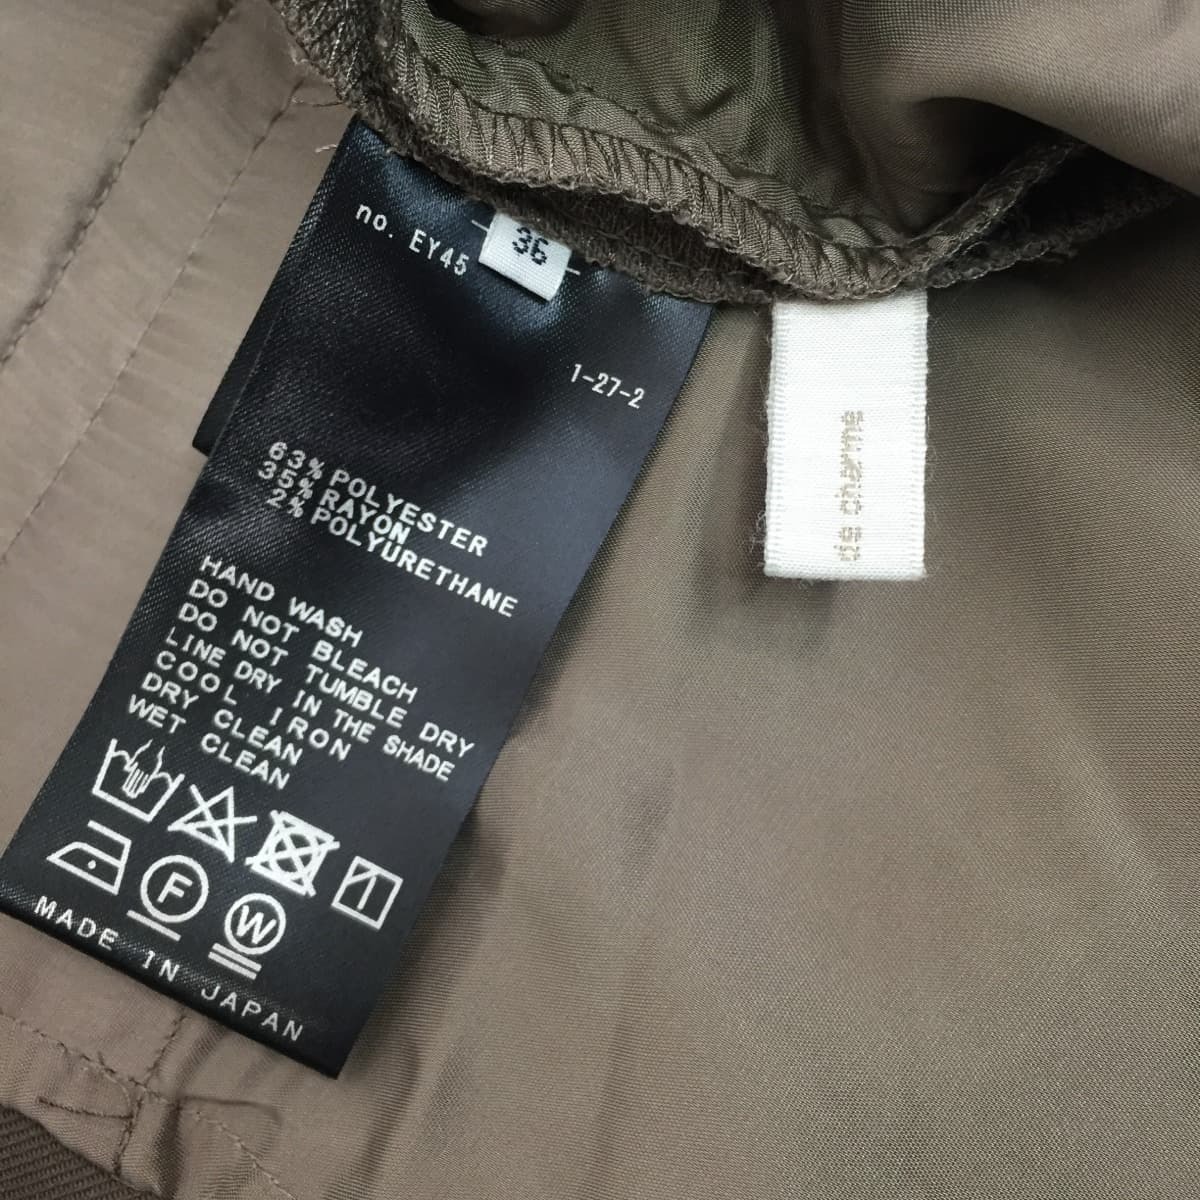 no. EY45
36
1-27-2
63% POLYESTER
35% RAYON
2% POLYURETHANE
HAND WASH
DO NOT BLEACH
DO NOT TUMBLE DRY
LINE DRY IN THE SHADE
COOL IRON
DRY CLEAN
WET CLEAN
F
W
MADE IN JAPAN
de charme